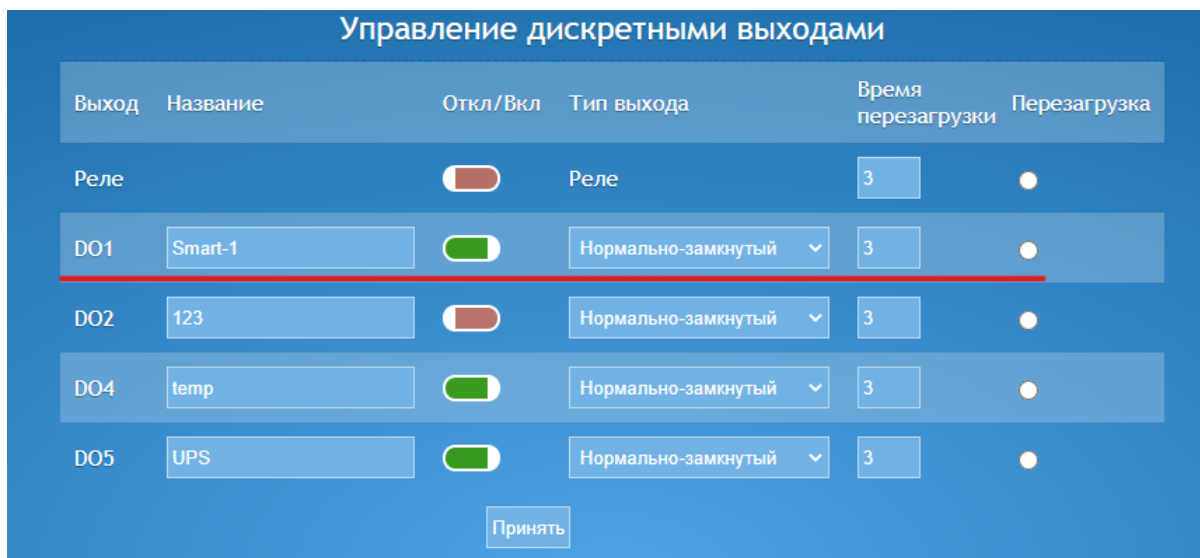 Управление дискретными выходами
Выход Название Откл/Вкл Тип выхода Время перезагрузки Перезагрузка
Реле Реле 3
DO1 Smart-1 Нормально-замкнутый 3
DO2 123 Нормально-замкнутый 3
DO4 temp Нормально-замкнутый 3
DO5 UPS Нормально-замкнутый 3
Принять